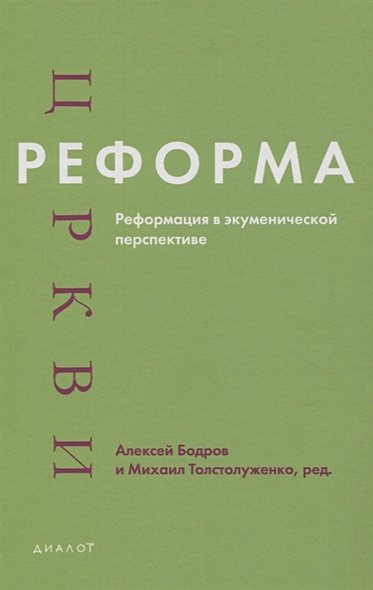 РЕФОРМА
ЦЕРКВИ
Реформация в экуменической
перспективе
Алексей Бодров
и Михаил Толстолуженко, ред.
ДИАЛОГ